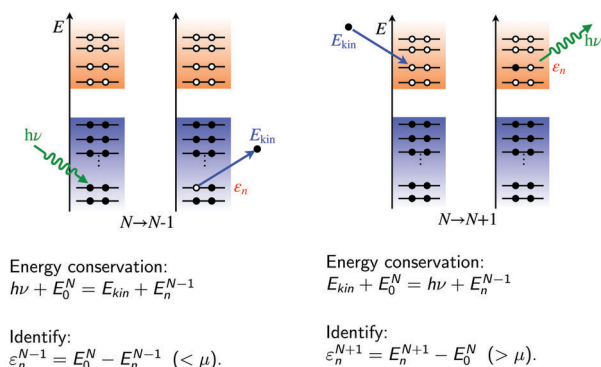 E
hν
E_kin
ε_n
N→N-1
Energy conservation:
hν + E_0^N = E_kin + E_n^{N−1}
Identify:
ε_n^{N−1} = E_0^N − E_n^{N−1} (< μ).
E
E_kin
hν
ε_n
N→N+1
Energy conservation:
E_kin + E_0^N = hν + E_n^{N−1}
Identify:
ε_n^{N+1} = E_n^{N+1} − E_0^N (> μ).